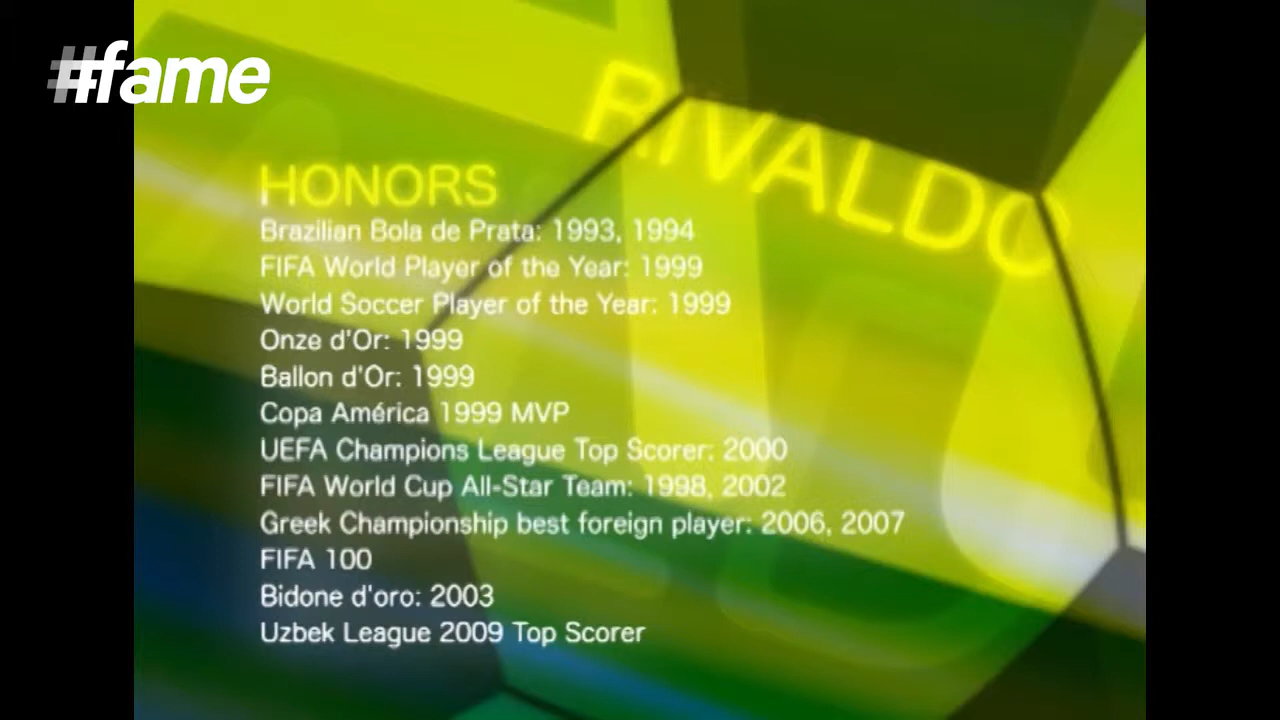 #fame
RIVALDO
HONORS
Brazilian Bola de Prata: 1993, 1994
FIFA World Player of the Year: 1999
World Soccer Player of the Year: 1999
Onze d'Or: 1999
Ballon d'Or: 1999
Copa América 1999 MVP
UEFA Champions League Top Scorer: 2000
FIFA World Cup All-Star Team: 1998, 2002
Greek Championship best foreign player: 2006, 2007
FIFA 100
Bidone d'oro: 2003
Uzbek League 2009 Top Scorer